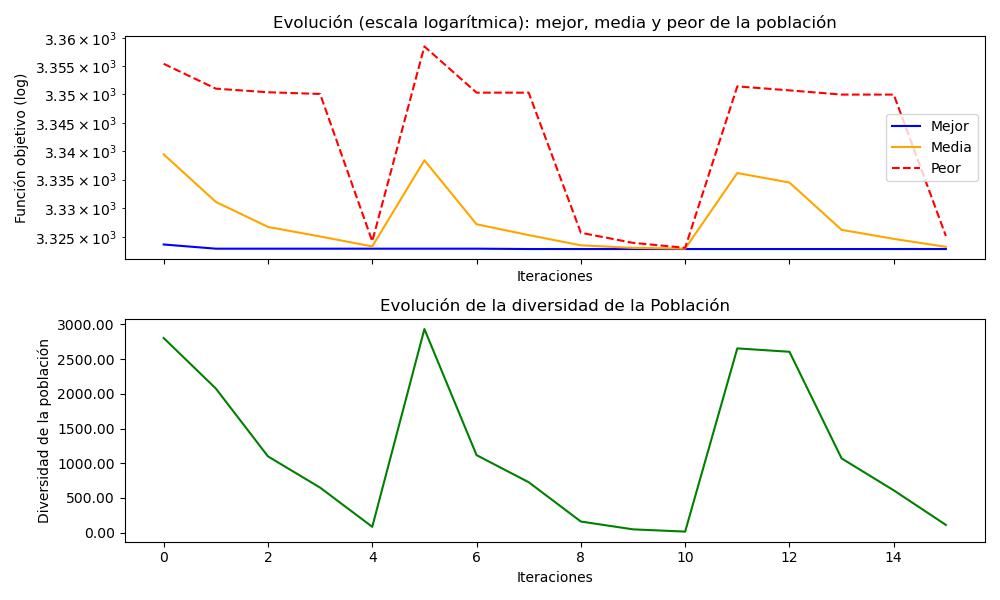 Evolución (escala logarítmica): mejor, media y peor de la población
3.36 × 10³
3.355 × 10³
3.35 × 10³
3.345 × 10³
3.34 × 10³
3.335 × 10³
3.33 × 10³
3.325 × 10³
Función objetivo (log)
Mejor
Media
Peor
Iteraciones
Evolución de la diversidad de la Población
3000.00
2500.00
2000.00
1500.00
1000.00
500.00
0.00
Diversidad de la población
0 2 4 6 8 10 12 14
Iteraciones